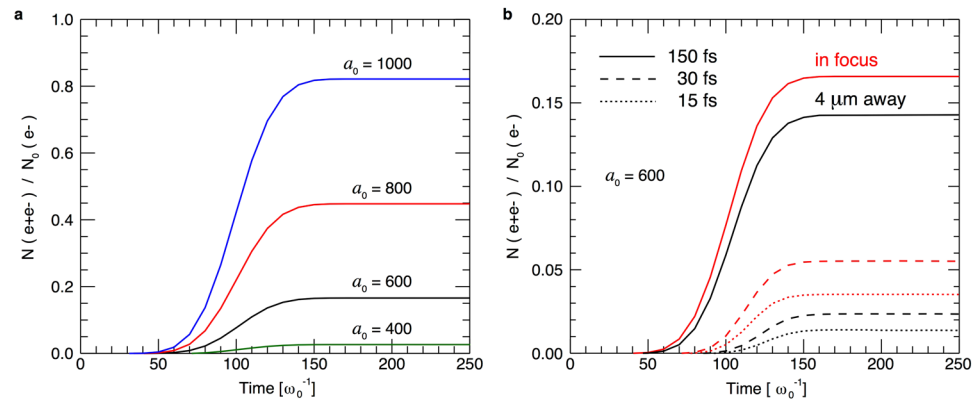 a
1.0
0.8
0.6
0.4
0.2
0.0
N ( e+e- ) / N₀ ( e- )
a₀ = 1000
a₀ = 800
a₀ = 600
a₀ = 400
0 50 100 150 200 250
Time [ ω₀⁻¹ ]
b
0.20
0.15
0.10
0.05
0.00
N ( e+e- ) / N₀ ( e- )
150 fs
30 fs
15 fs
in focus
4 μm away
a₀ = 600
0 50 100 150 200 250
Time [ ω₀⁻¹ ]